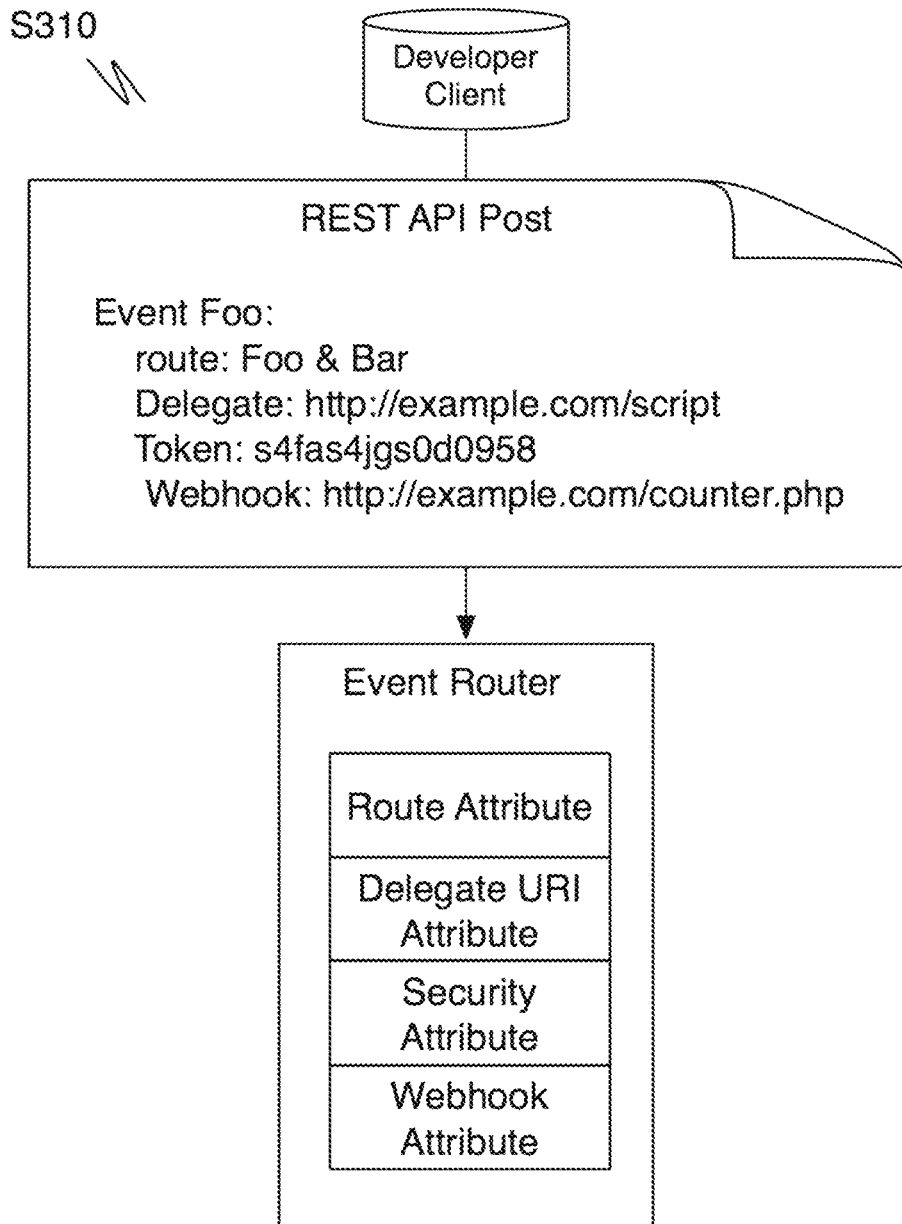 S310
Developer
Client
REST API Post
Event Foo:
route: Foo & Bar
Delegate: http://example.com/script
Token: s4fas4jgs0d0958
Webhook: http://example.com/counter.php
Event Router
Route Attribute
Delegate URI
Attribute
Security
Attribute
Webhook
Attribute